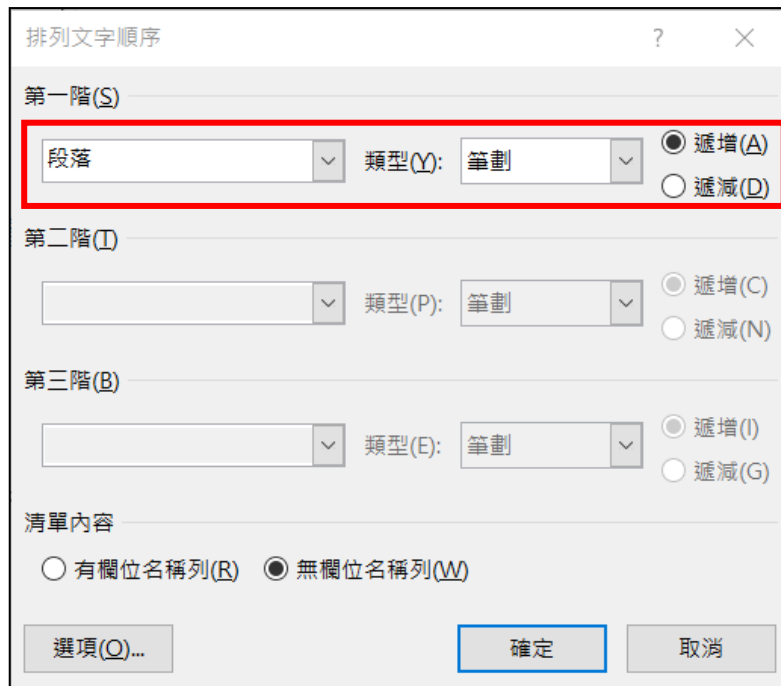 排列文字順序 ?
第一階(S)
段落 類型(Y): 筆劃 遞增(A)
遞減(D)
第二階(T)
類型(P): 筆劃 遞增(C)
遞減(N)
第三階(B)
類型(E): 筆劃 遞增(I)
遞減(G)
清單內容
有欄位名稱列(R) 無欄位名稱列(W)
選項(O)... 確定 取消